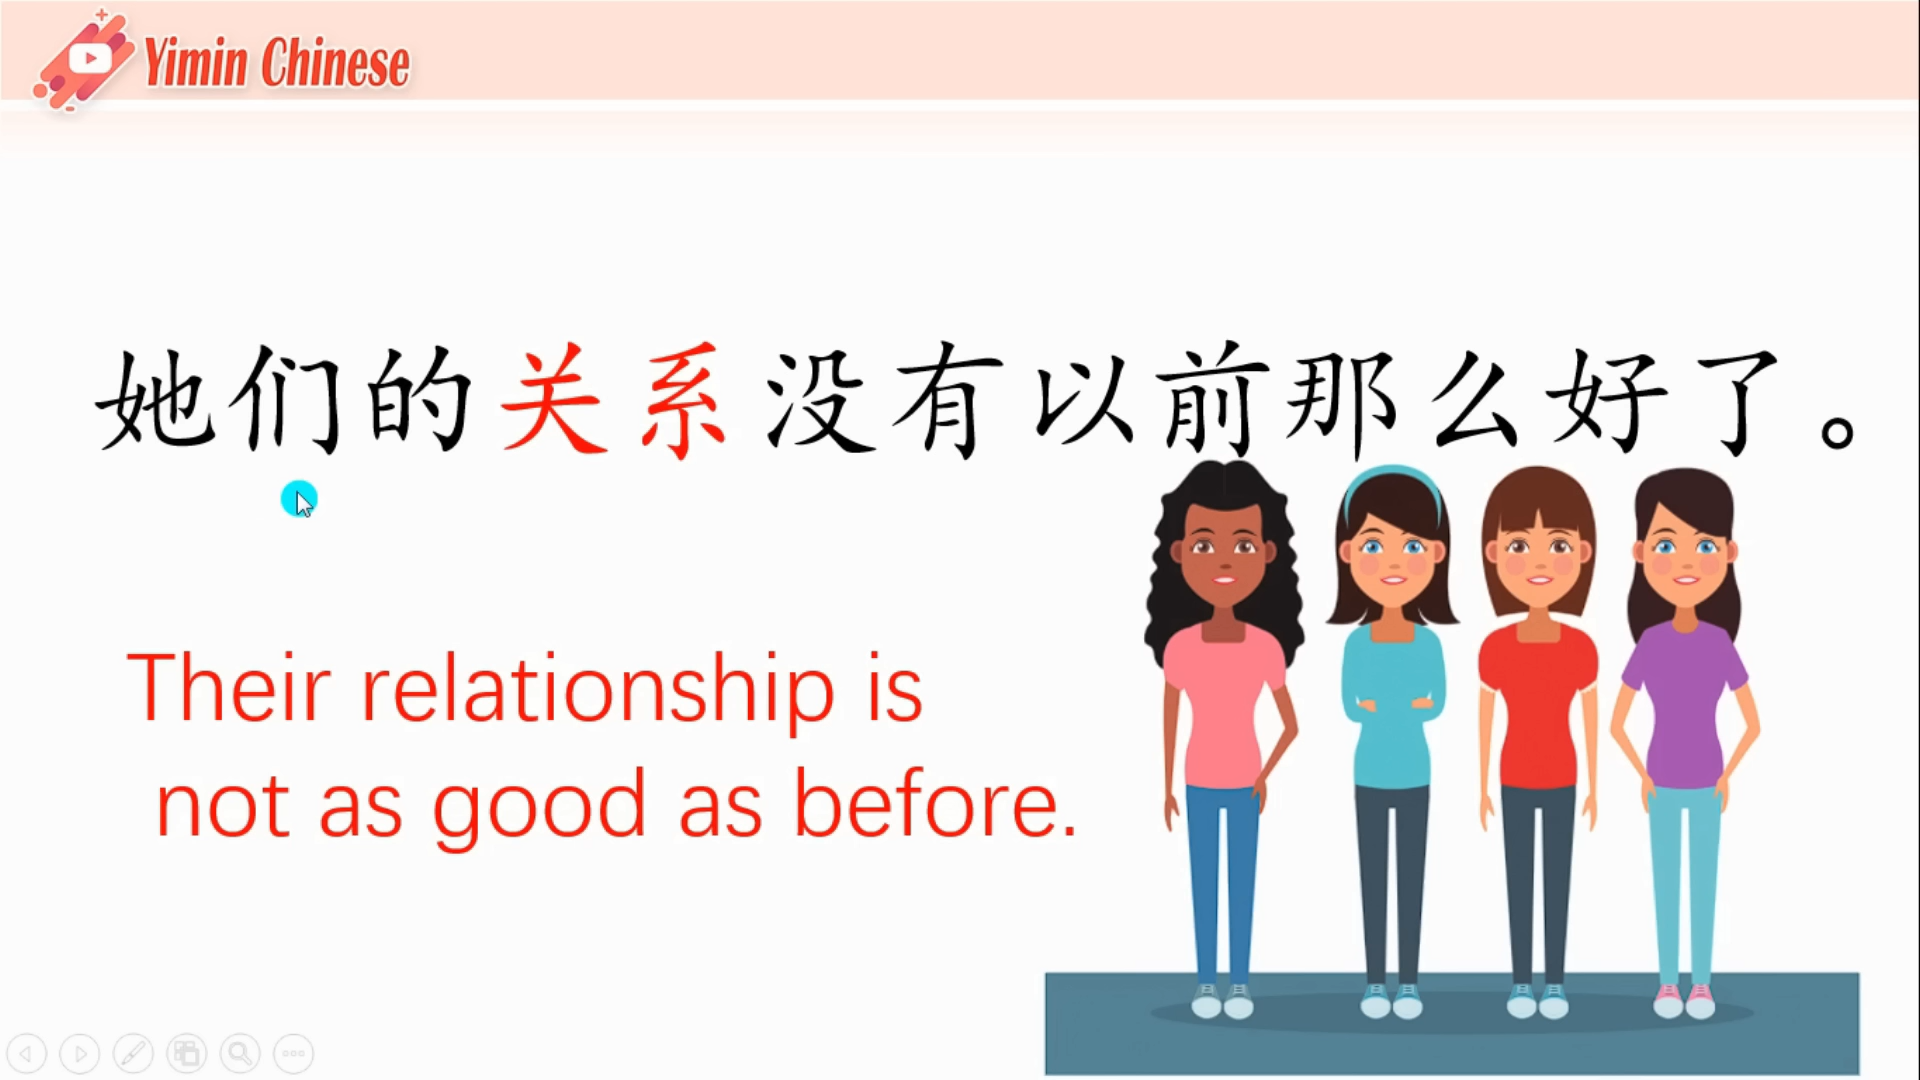 Yimin Chinese
她们的关系没有以前那么好了。
Their relationship is
not as good as before.